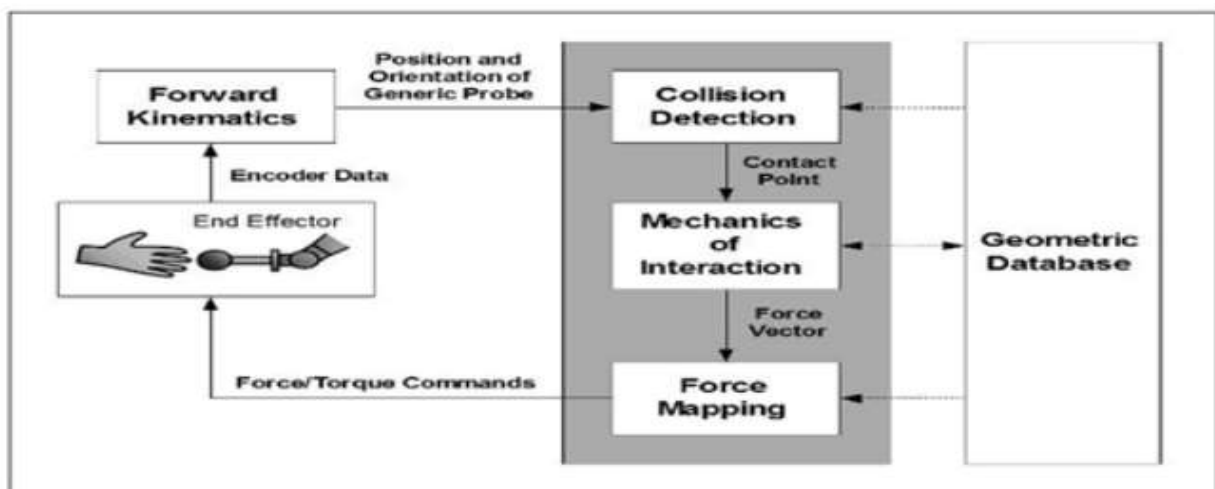 Forward
Kinematics
Position and
Orientation of
Generic Probe
Collision
Detection
Encoder Data
Contact
Point
End Effector
Mechanics
of
Interaction
Geometric
Database
Force
Vector
Force/Torque Commands
Force
Mapping